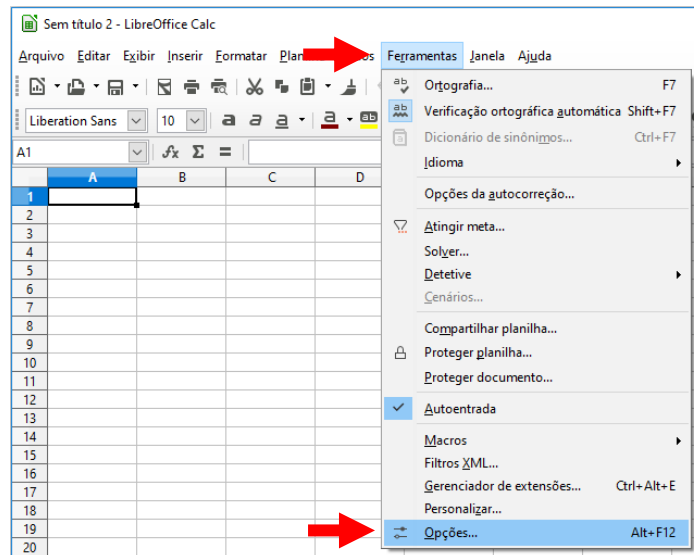 Sem título 2 - LibreOffice Calc
Arquivo Editar Exibir Inserir Formatar Ferramentas Janela Ajuda
Liberation Sans 10 a a a a ab
A1 fx Σ =
A B C D
1
2
3
4
5
6
7
8
9
10
11
12
13
14
15
16
17
18
19
20
Ortografia... F7
Verificação ortográfica automática Shift+F7
Dicionário de sinônimos... Ctrl+F7
Idioma
Opções da autocorreção...
Atingir meta...
Solver...
Detetive
Cenários...
Compartilhar planilha...
Proteger planilha...
Proteger documento...
Autoentrada
Macros
Filtros XML...
Gerenciador de extensões... Ctrl+Alt+E
Personalizar...
Opções... Alt+F12